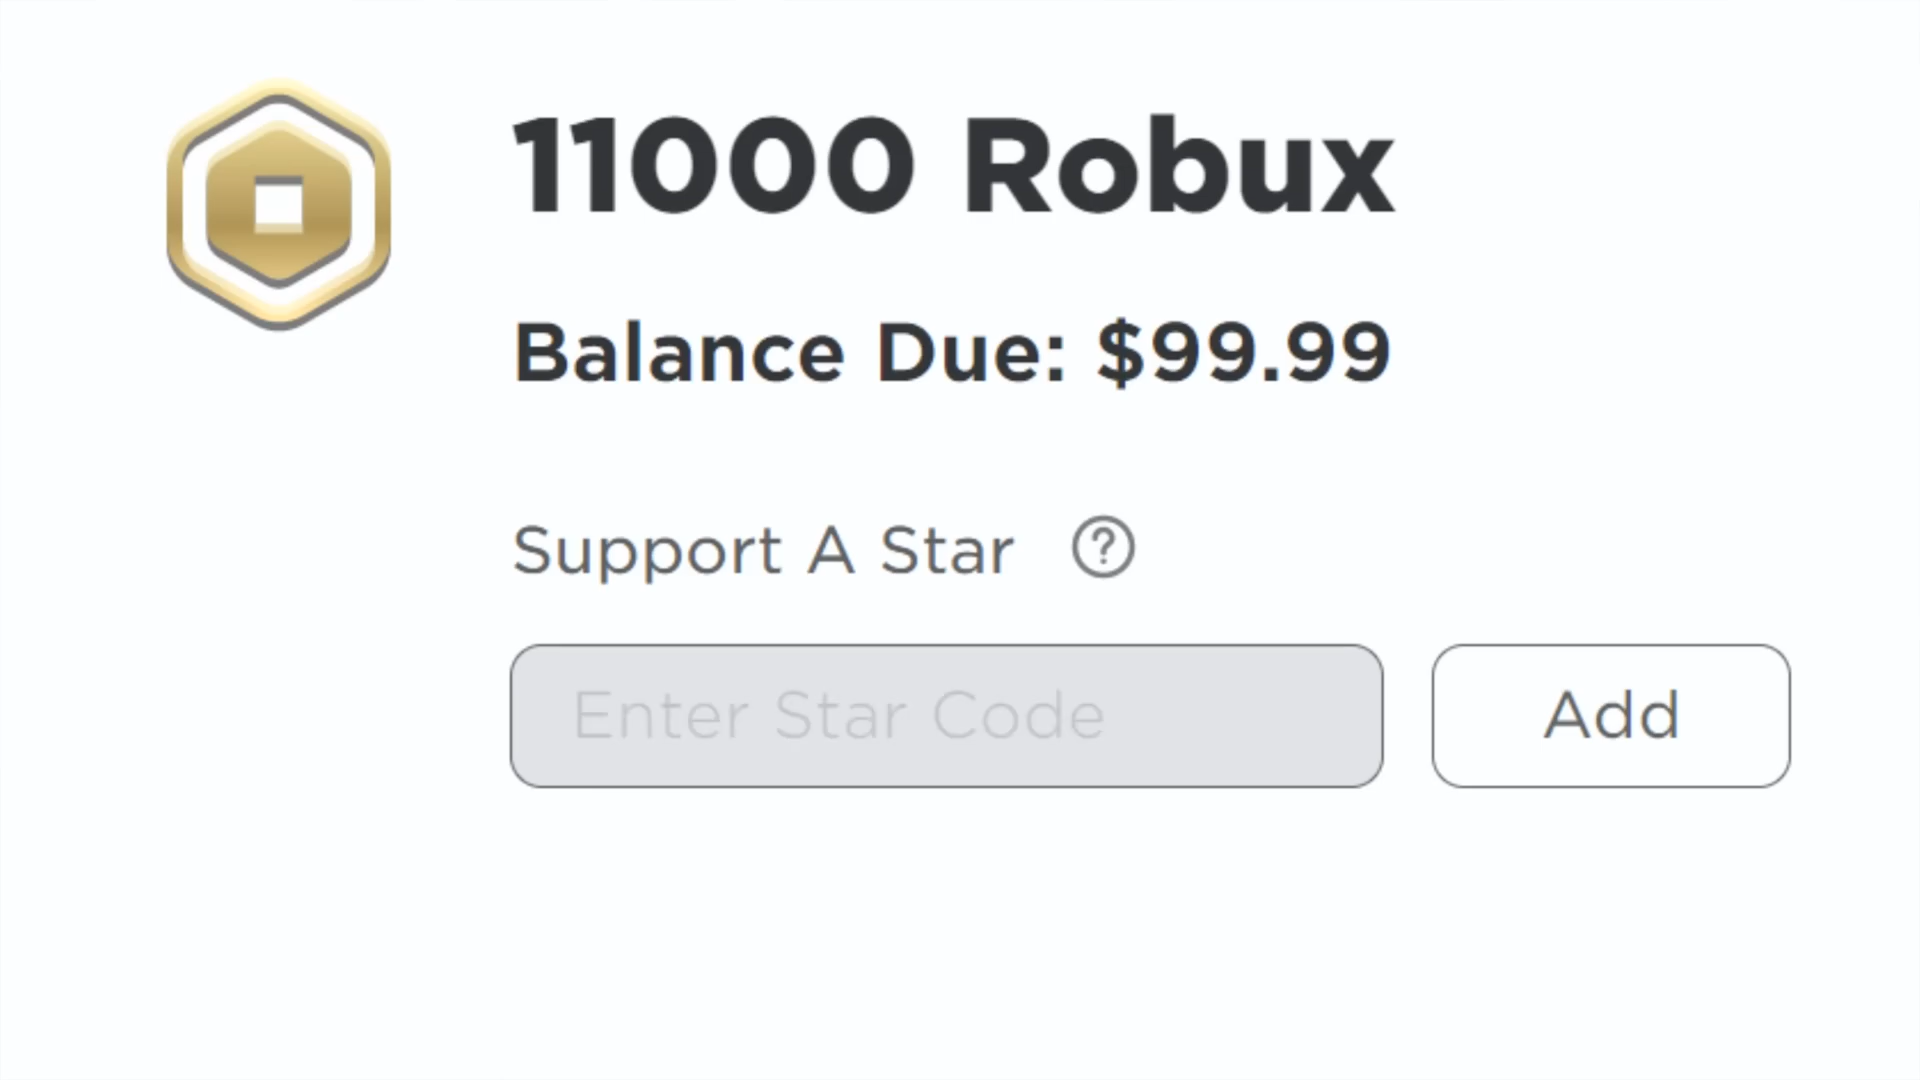 11000 Robux
Balance Due: $99.99
Support A Star ?
Enter Star Code
Add